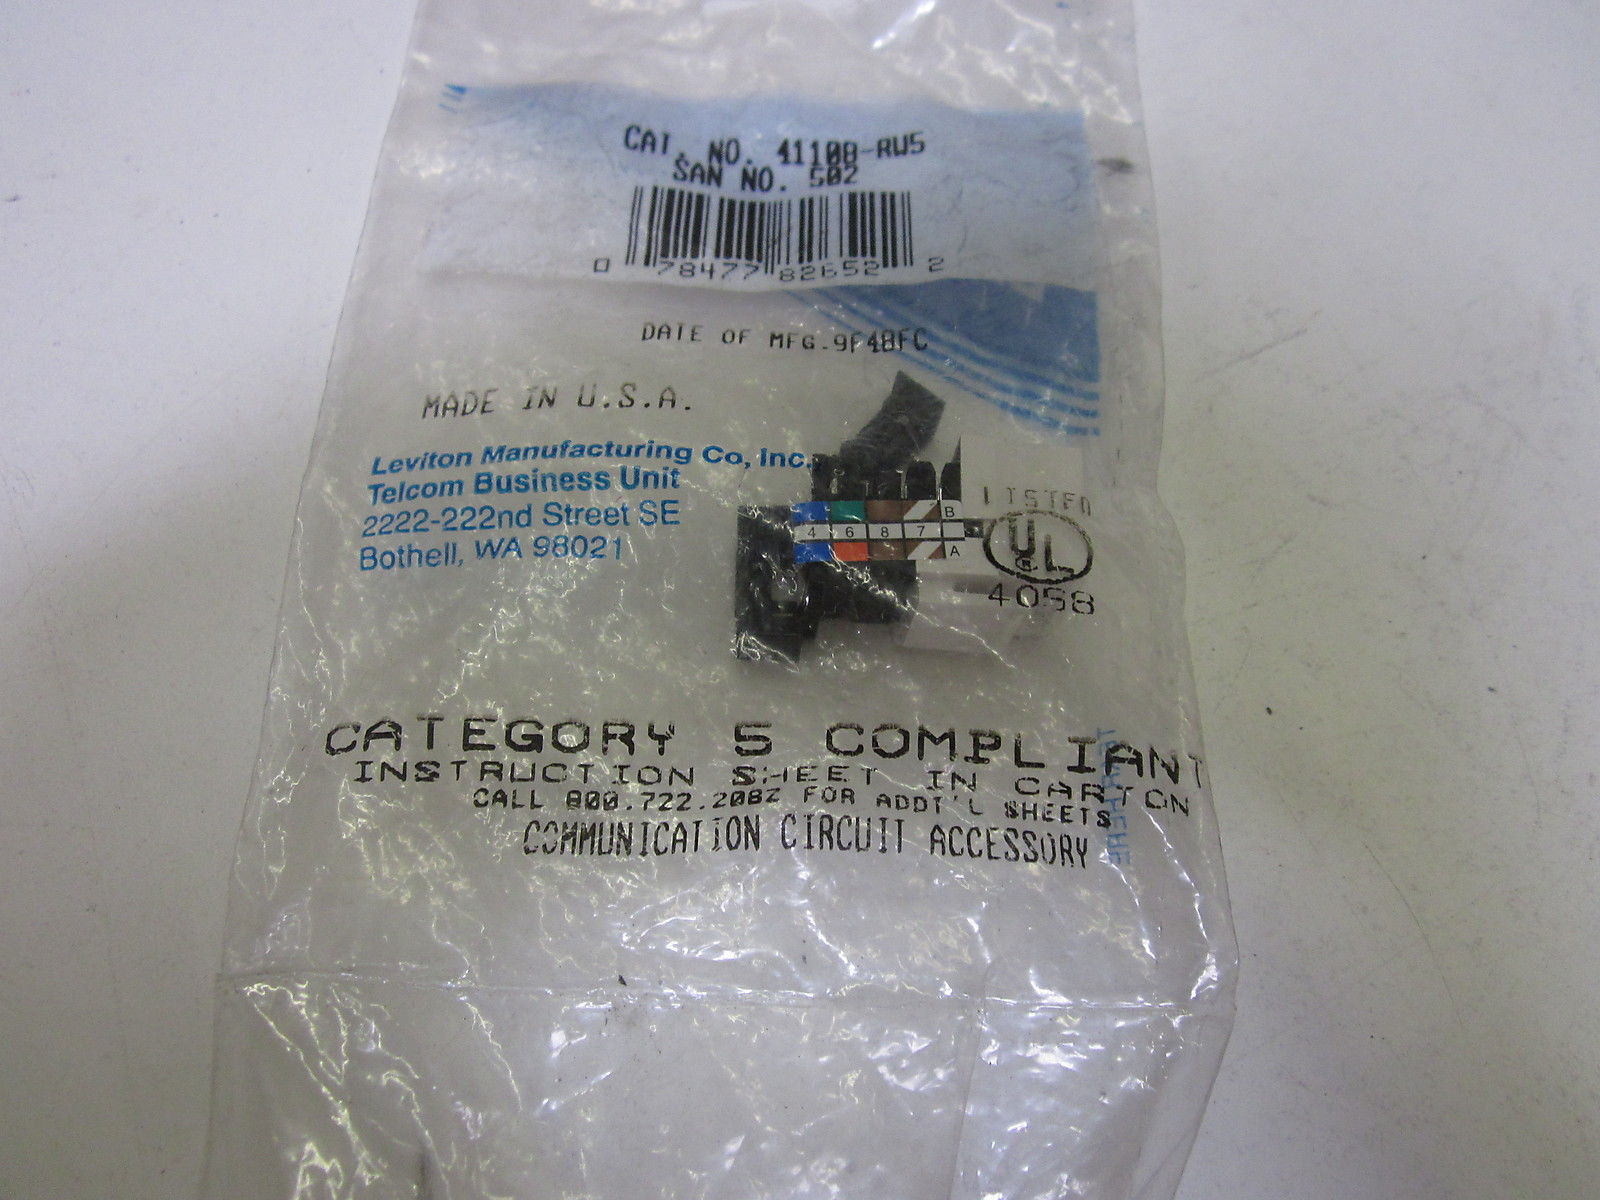 CAT. NO. 41108-RW5
SAN NO. 502
0 78477 82652 2
DATE OF MFG. 9F48FC
MADE IN U.S.A.
Leviton Manufacturing Co, Inc.
Telcom Business Unit
2222-222nd Street SE
Bothell, WA 98021
B
4 6 8 7
A
LISTED
UL
®
4058
CATEGORY 5 COMPLIANT
INSTRUCTION SHEET IN CARTON
CALL 800.722.2082 FOR ADDT'L SHEETS
COMMUNICATION CIRCUIT ACCESSORY